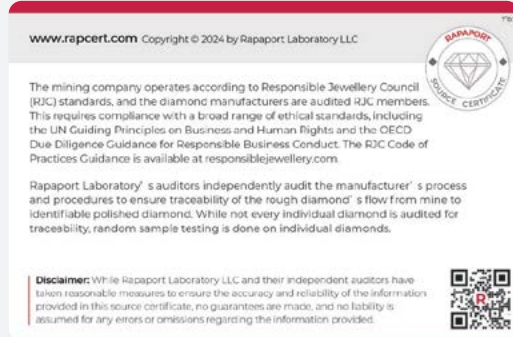 www.rapcert.com Copyright © 2024 by Rapaport Laboratory LLC
RAPAPORT
SOURCE CERTIFICATE
The mining company operates according to Responsible Jewellery Council
(RJC) standards, and the diamond manufacturers are audited RJC members.
This requires compliance with a broad range of ethical standards, including
the UN Guiding Principles on Business and Human Rights and the OECD
Due Diligence Guidance for Responsible Business Conduct. The RJC Code of
Practices Guidance is available at responsiblejewellery.com
Rapaport Laboratory' s auditors independently audit the manufacturer' s process
and procedures to ensure traceability of the rough diamond' s flow from mine to
identifiable polished diamond. While not every individual diamond is audited for
traceability, random sample testing is done on individual diamonds.
Disclaimer: While Rapaport Laboratory LLC and their independent auditors have
taken reasonable measures to ensure the accuracy and reliability of the information
provided in this source certificate, no guarantees are made, and no liability is
assumed for any errors or omissions regarding the information provided.
R